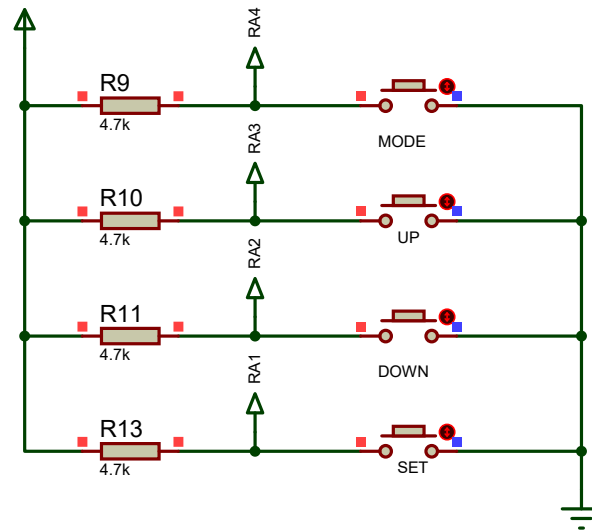 RA4
R9
4.7k
MODE
RA3
R10
4.7k
UP
RA2
R11
4.7k
DOWN
RA1
R13
4.7k
SET